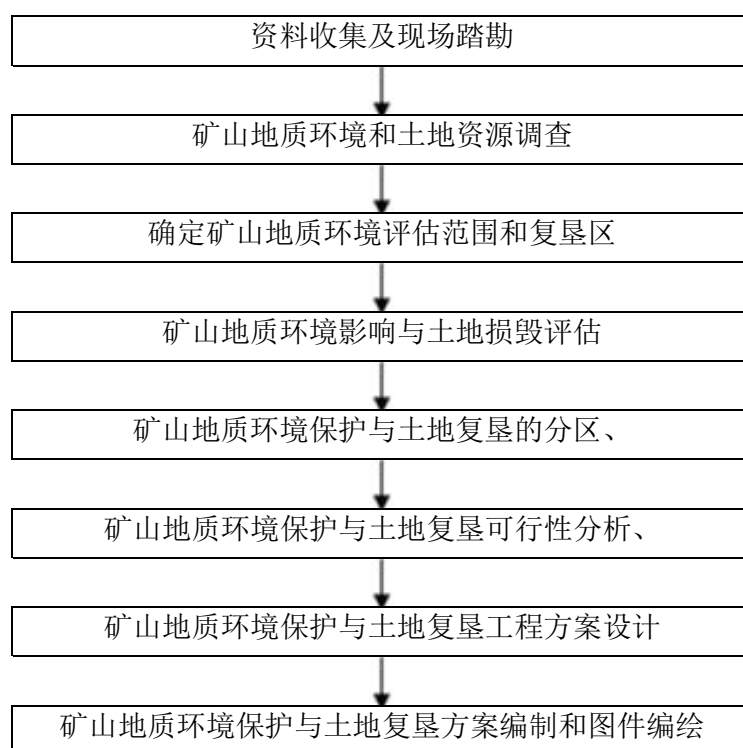 资料收集及现场踏勘
矿山地质环境和土地资源调查
确定矿山地质环境评估范围和复垦区
矿山地质环境影响与土地损毁评估
矿山地质环境保护与土地复垦的分区、
矿山地质环境保护与土地复垦可行性分析、
矿山地质环境保护与土地复垦工程方案设计
矿山地质环境保护与土地复垦方案编制和图件编绘